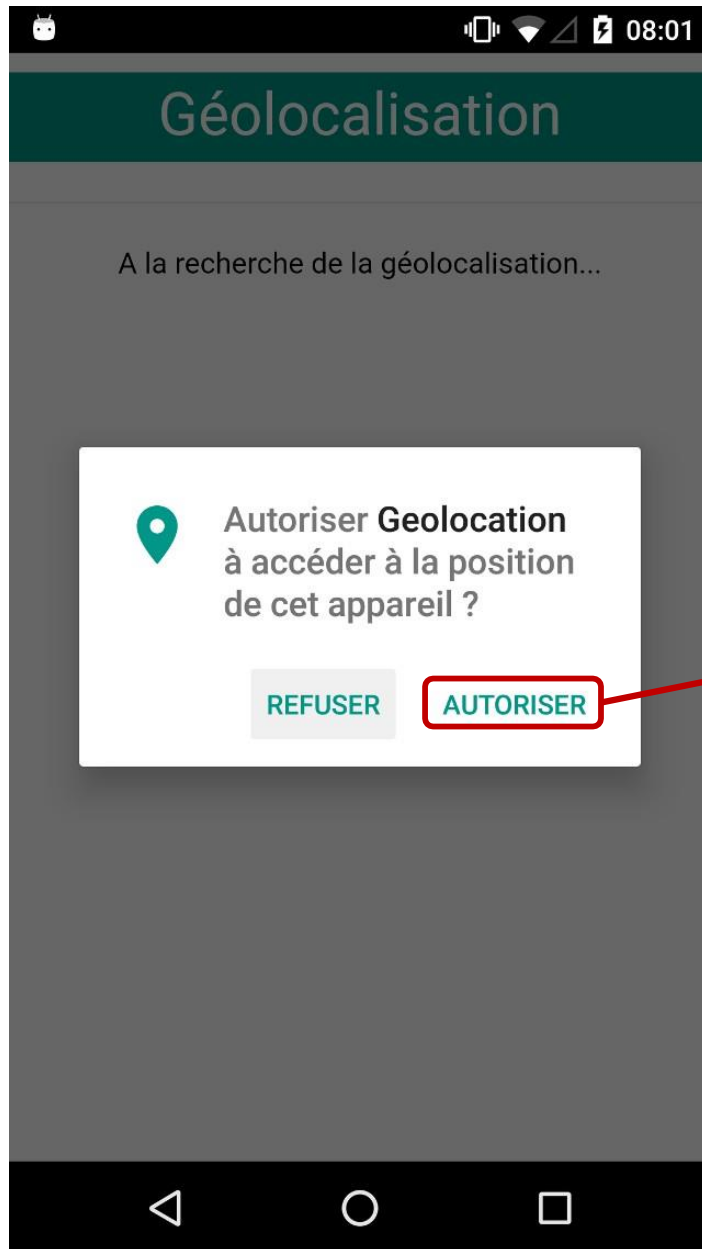 08:01
Géolocalisation
A la recherche de la géolocalisation...
Autoriser Geolocation
à accéder à la position
de cet appareil ?
REFUSER AUTORISER